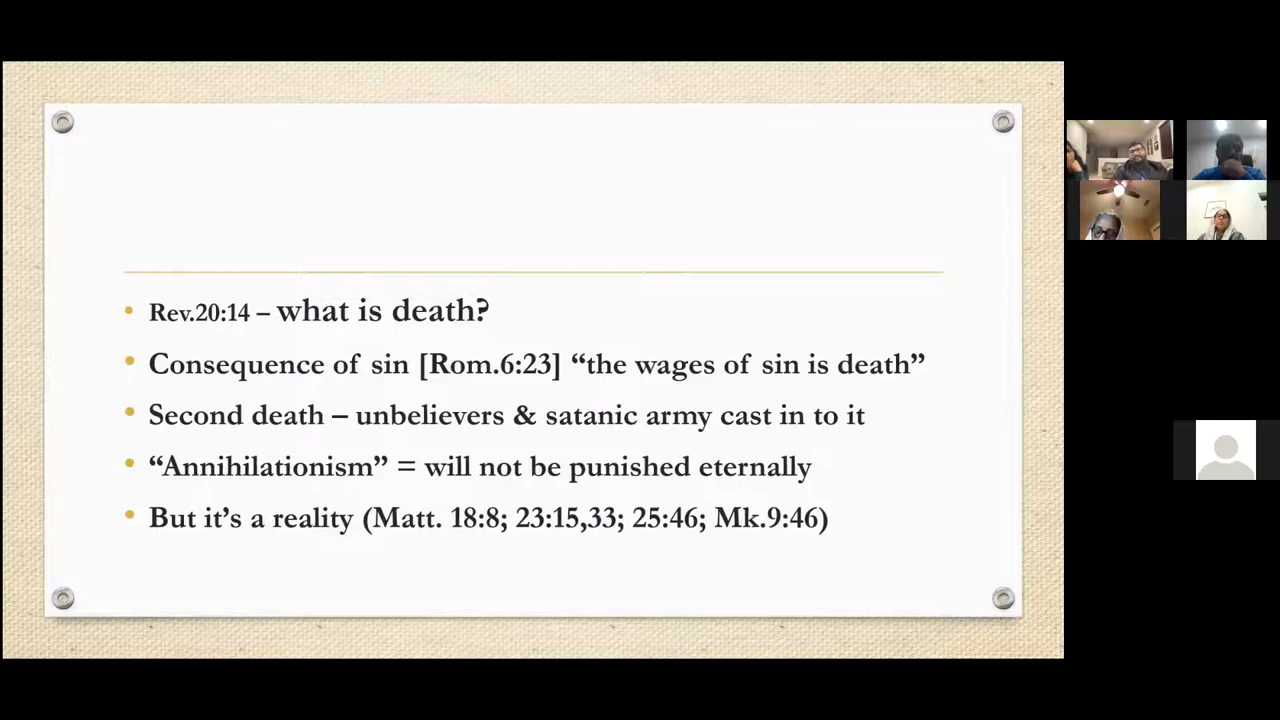 • Rev.20:14 – what is death?
• Consequence of sin [Rom.6:23] “the wages of sin is death”
• Second death – unbelievers & satanic army cast in to it
• “Annihilationism” = will not be punished eternally
• But it’s a reality (Matt. 18:8; 23:15,33; 25:46; Mk.9:46)